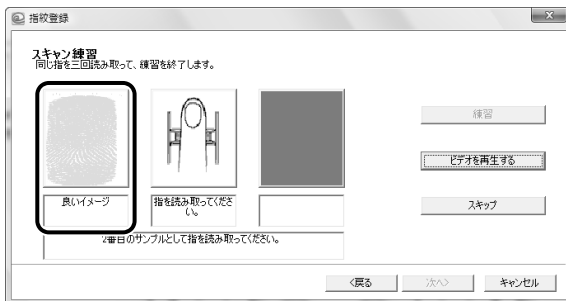 指紋登録
スキャン練習
同じ指を三回読み取って、練習を終了します。
練習
ビデオを再生する
良いイメージ
指を読み取ってくださ
い。
スキップ
2番目のサンプルとして指を読み取ってください。
<戻る
次へ>
キャンセル